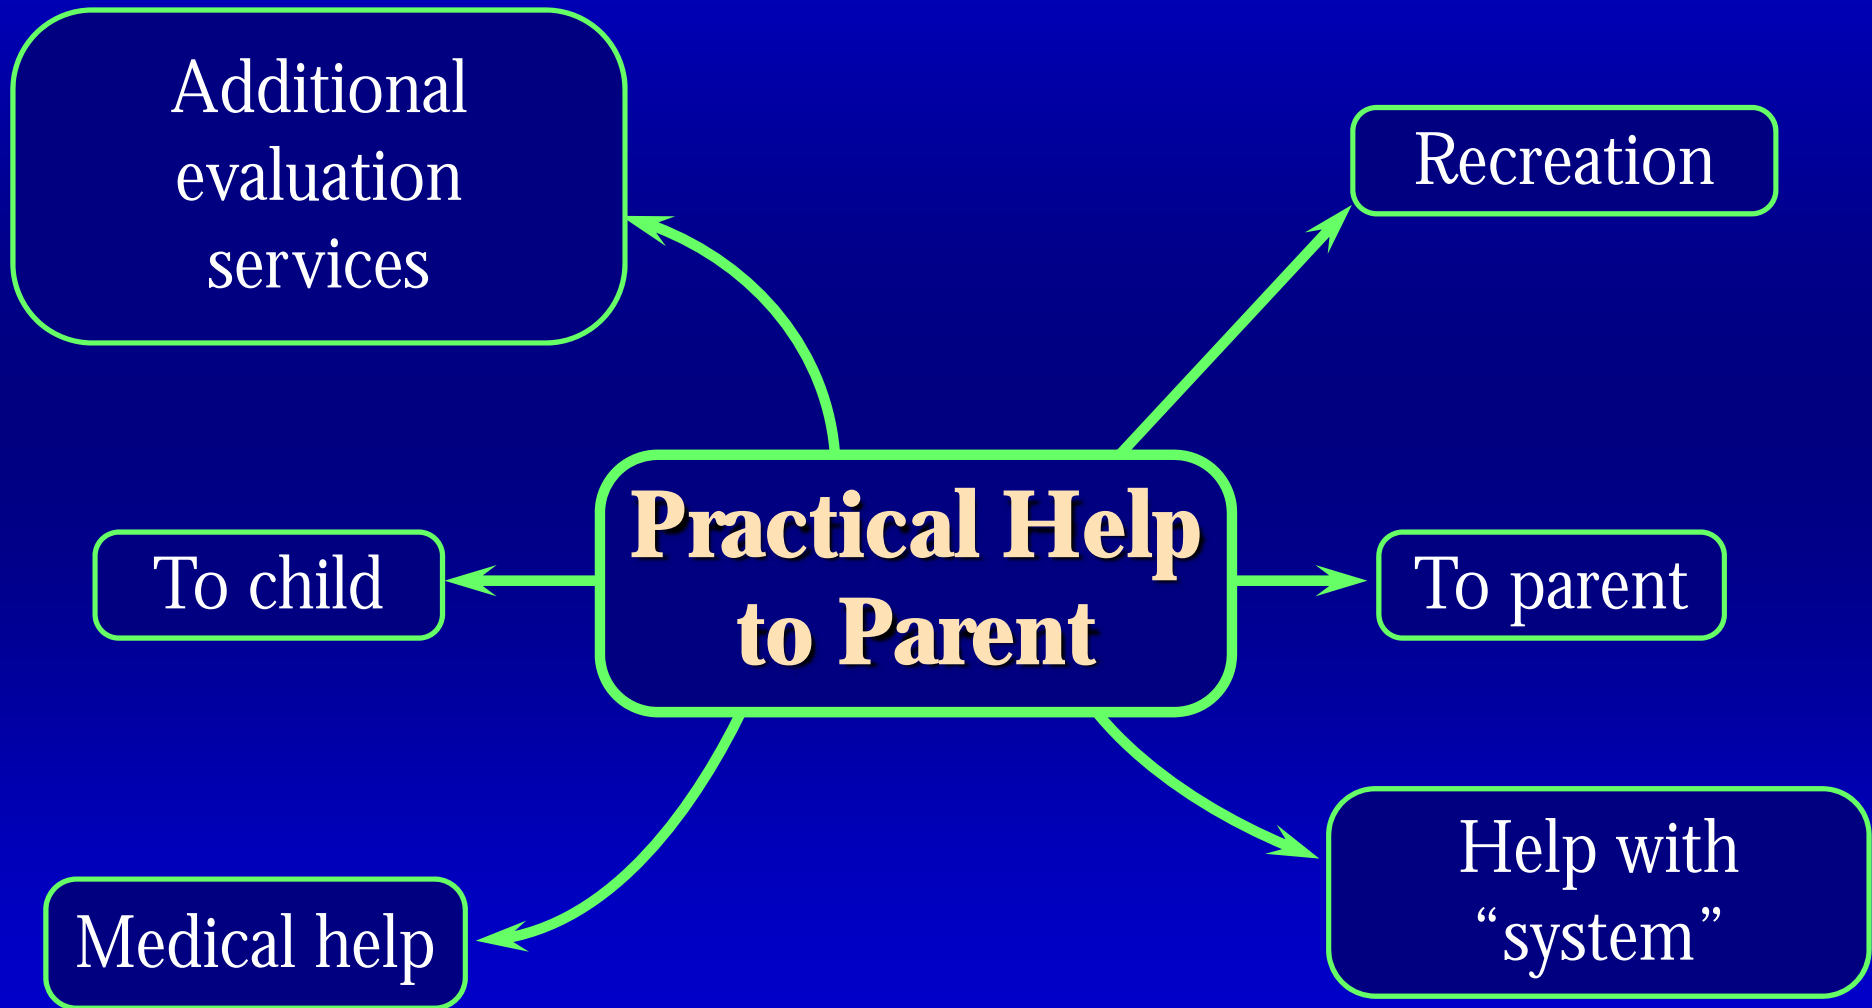 Additional
evaluation
services
Recreation
Practical Help
to Parent
To child
To parent
Medical help
Help with
“system”